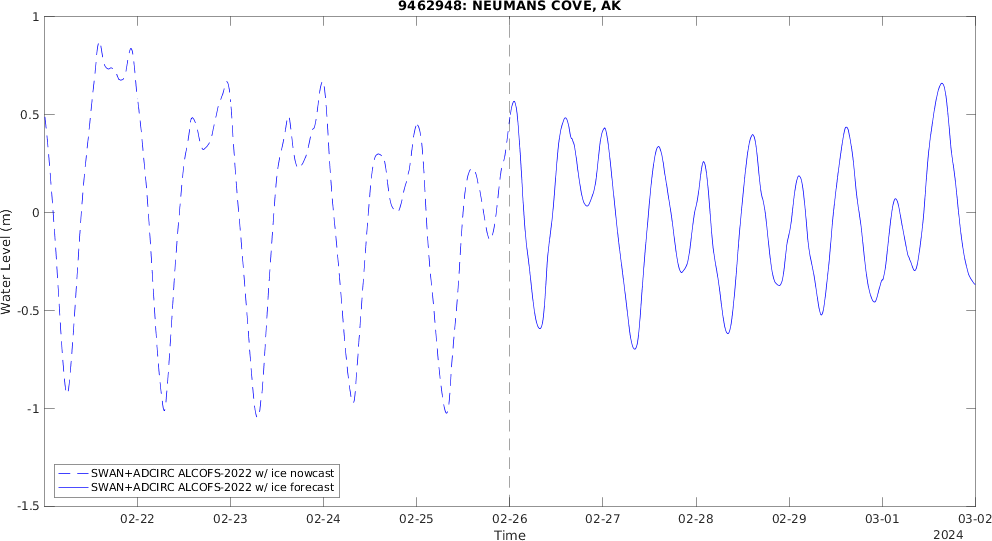 9462948: NEUMANS COVE, AK
Water Level (m)
1
0.5
0
-0.5
-1
-1.5
SWAN+ADCIRC ALCOFS-2022 w/ ice nowcast
SWAN+ADCIRC ALCOFS-2022 w/ ice forecast
02-22 02-23 02-24 02-25 02-26 02-27 02-28 02-29 03-01 03-02
Time
2024